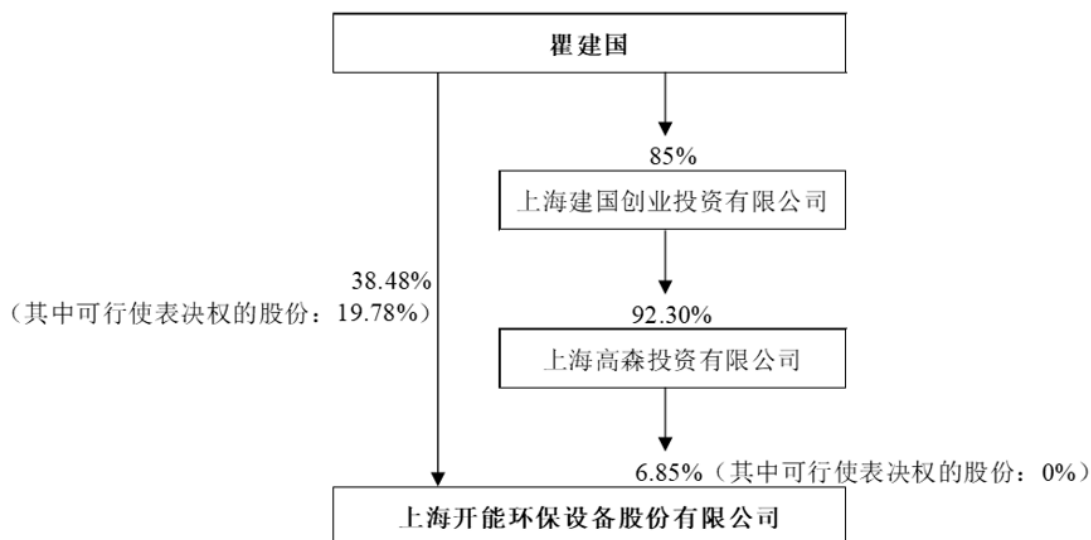 瞿建国
85%
上海建国创业投资有限公司
38.48%
（其中可行使表决权的股份：19.78%）
92.30%
上海高森投资有限公司
6.85%（其中可行使表决权的股份：0%）
上海开能环保设备股份有限公司